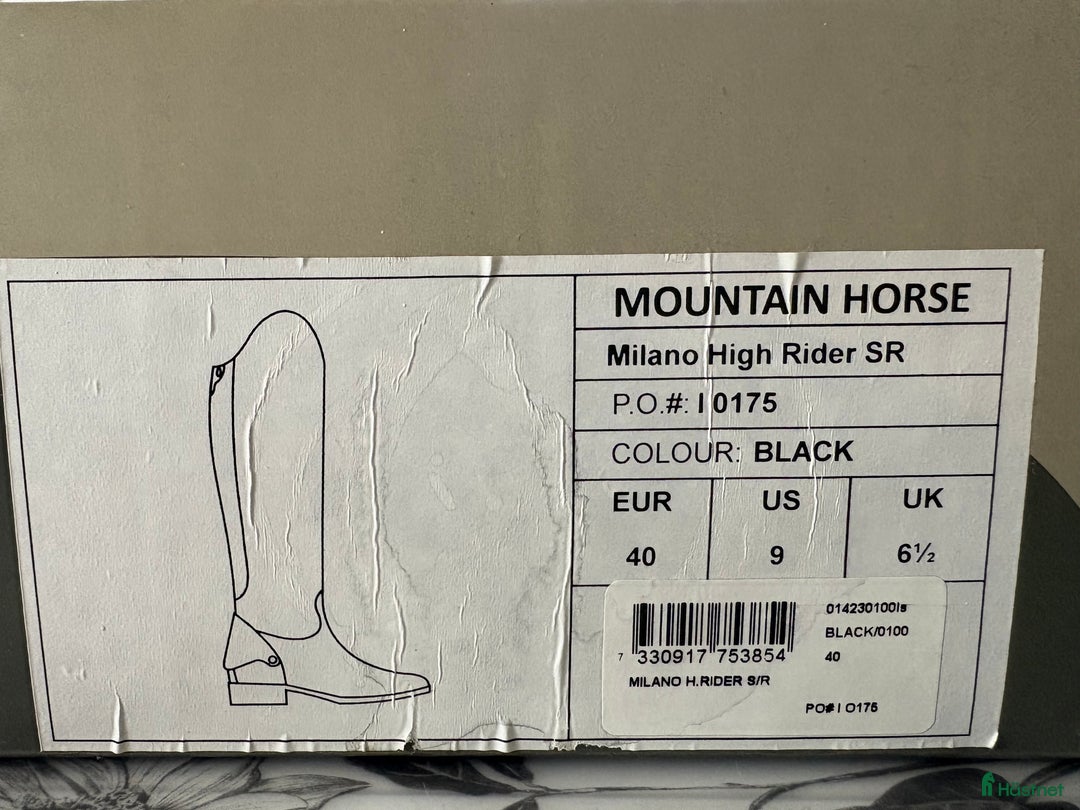 MOUNTAIN HORSE
Milano High Rider SR
P.O.#: I 0175
COLOUR: BLACK
EUR US UK
40 9 6½
014230100ls
BLACK/0100
7 330917 753854 40
MILANO H.RIDER S/R
PO# I O175
Hästnet